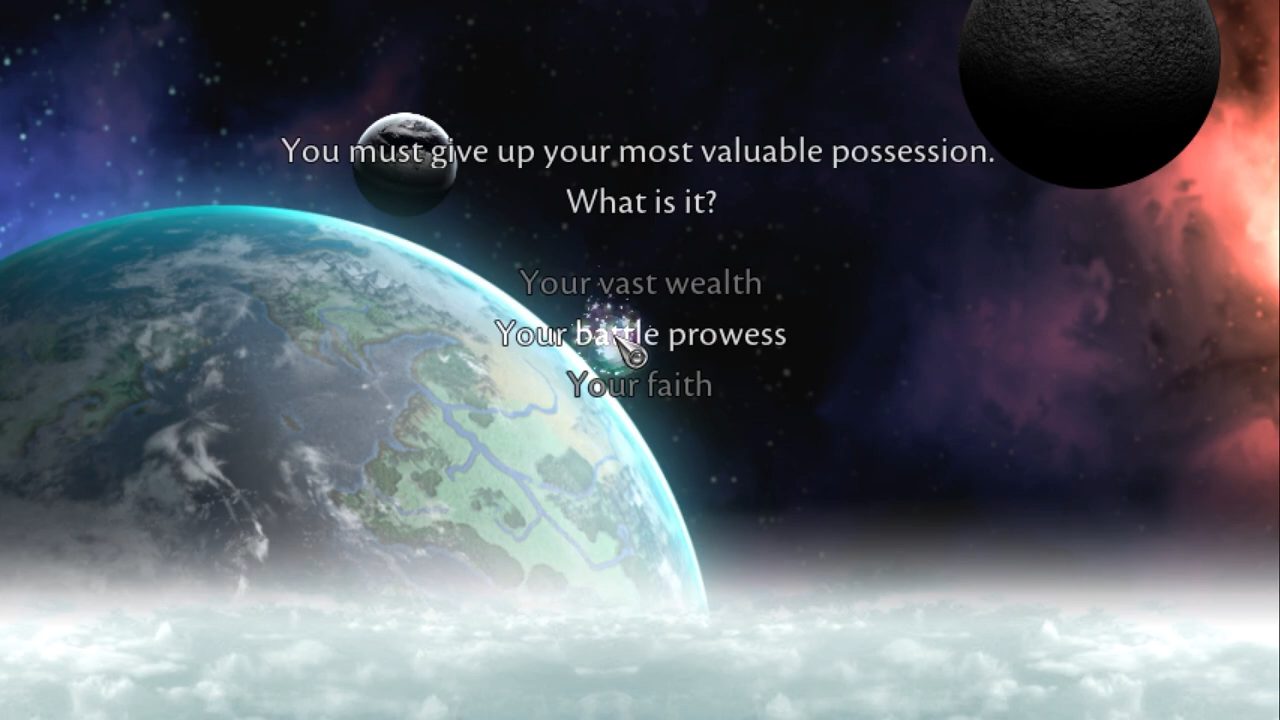 You must give up your most valuable possession.
What is it?
Your vast wealth
Your battle prowess
Your faith